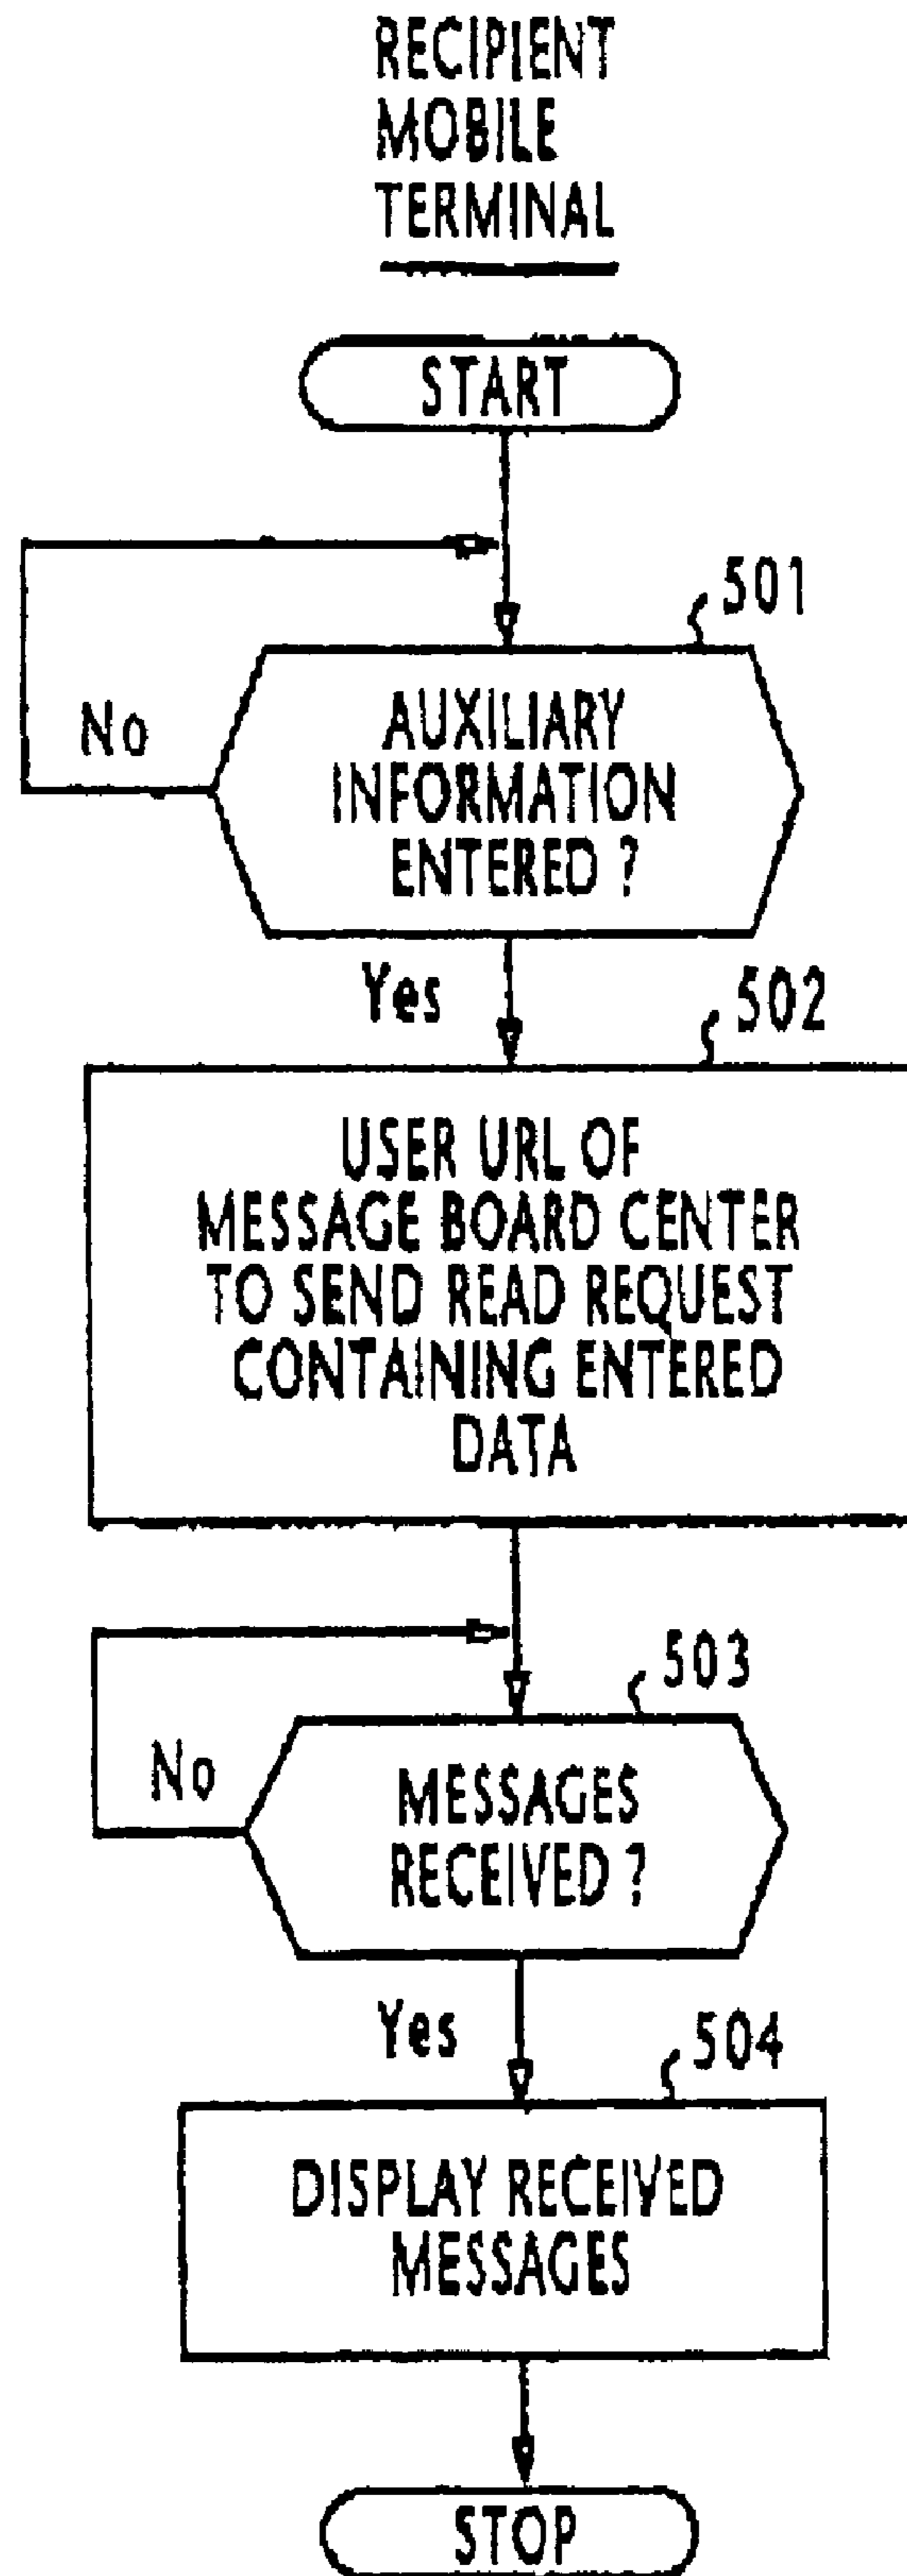 RECIPIENT
MOBILE
TERMINAL
START
501
No
AUXILIARY
INFORMATION
ENTERED ?
Yes
502
USER URL OF
MESSAGE BOARD CENTER
TO SEND READ REQUEST
CONTAINING ENTERED
DATA
503
No
MESSAGES
RECEIVED ?
Yes
504
DISPLAY RECEIVED
MESSAGES
STOP